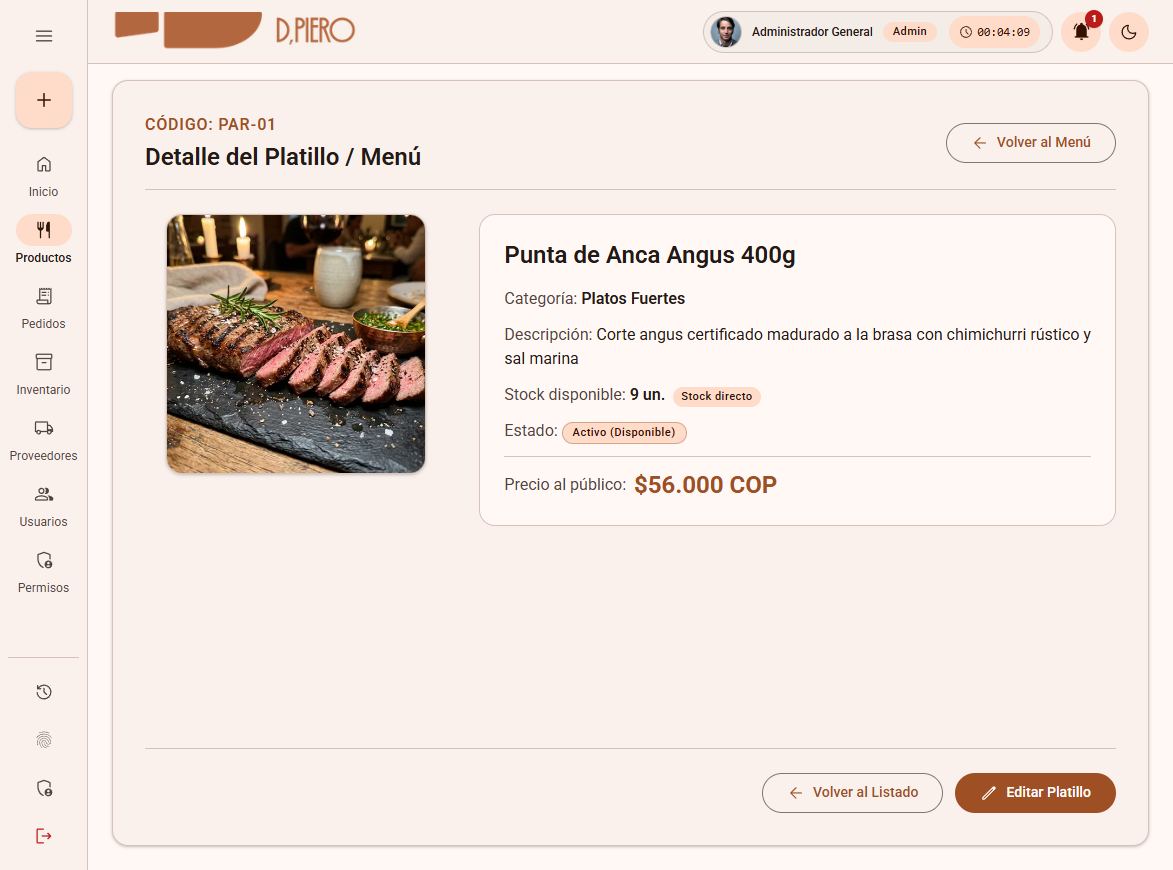 D,PIERO
Administrador General
Admin
00:04:09
1
Inicio
Productos
Pedidos
Inventario
Proveedores
Usuarios
Permisos
CÓDIGO: PAR-01
Detalle del Platillo / Menú
Volver al Menú
Punta de Anca Angus 400g
Categoría: Platos Fuertes
Descripción: Corte angus certificado madurado a la brasa con chimichurri rústico y
sal marina
Stock disponible: 9 un. Stock directo
Estado: Activo (Disponible)
Precio al público: $56.000 COP
Volver al Listado
Editar Platillo